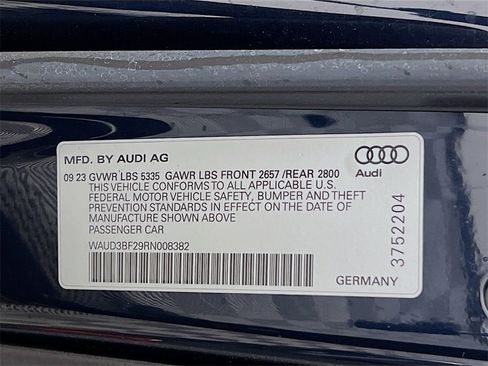 MFD. BY AUDI AG
Audi
09 23 GVWR LBS 5335 GAWR LBS FRONT 2657 /REAR 2800
THIS VEHICLE CONFORMS TO ALL APPLICABLE U.S.
FEDERAL MOTOR VEHICLE SAFETY, BUMPER AND THEFT
PREVENTION STANDARDS IN EFFECT ON THE DATE OF
MANUFACTURE SHOWN ABOVE
PASSENGER CAR
WAUD3BF29RN008382
GERMANY
3752204